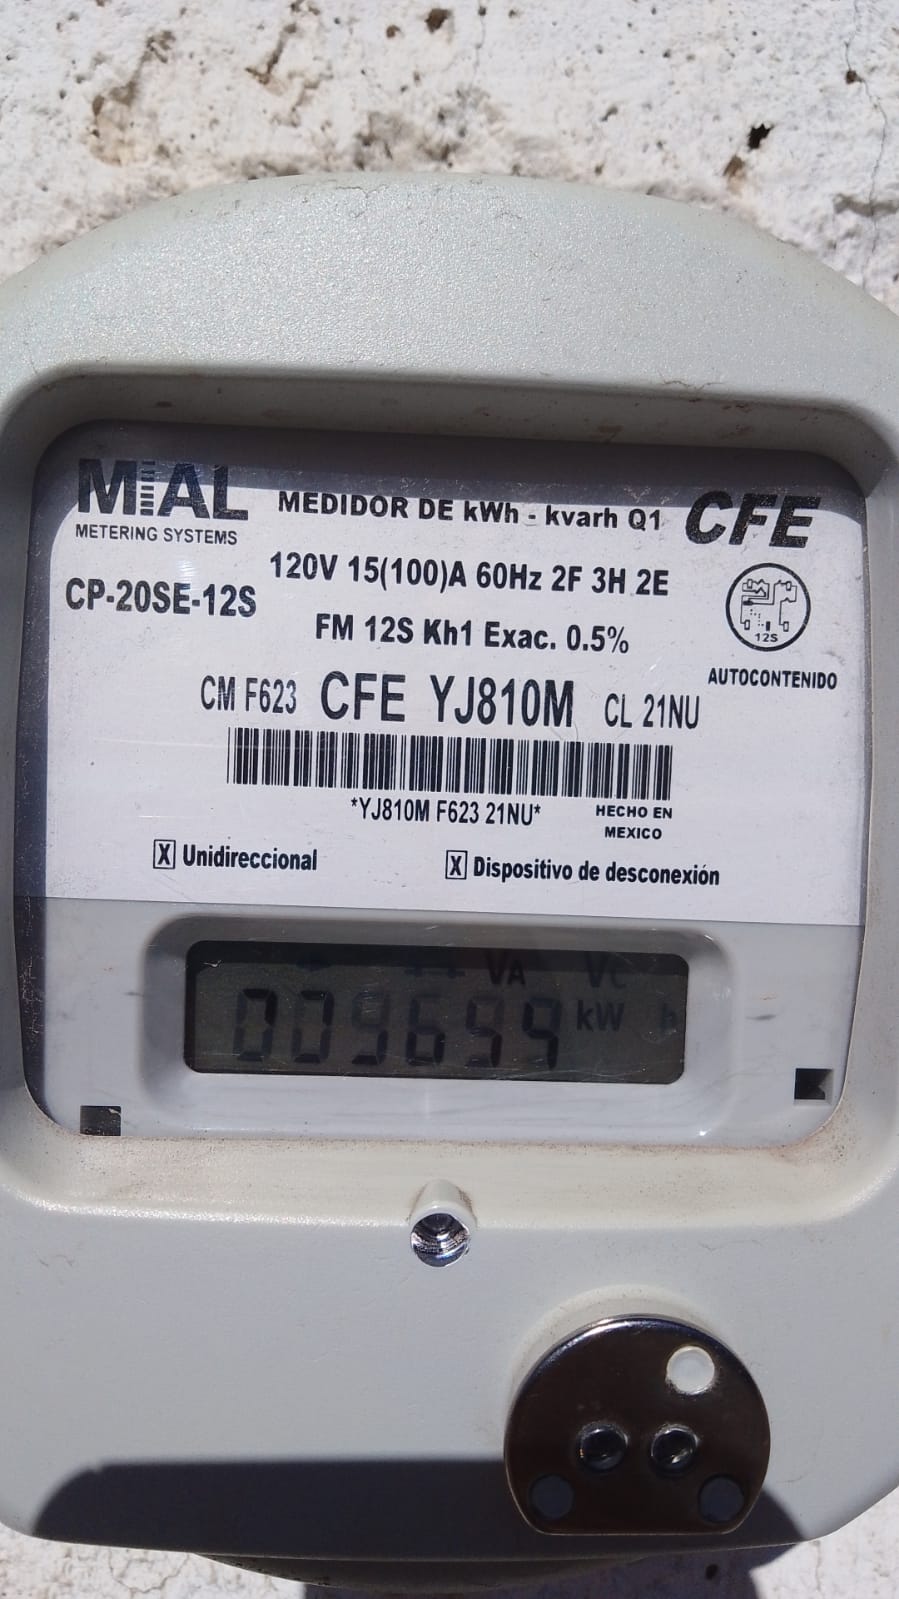 MIAL
METERING SYSTEMS
MEDIDOR DE kWh - kvarh Q1
CFE
CP-20SE-12S
120V 15(100)A 60Hz 2F 3H 2E
FM 12S Kh1 Exac. 0.5%
12S
AUTOCONTENIDO
CM F623 CFE YJ810M CL 21NU
*YJ810M F623 21NU*
HECHO EN
MEXICO
X Unidireccional
X Dispositivo de desconexión
VA Vc
kW h